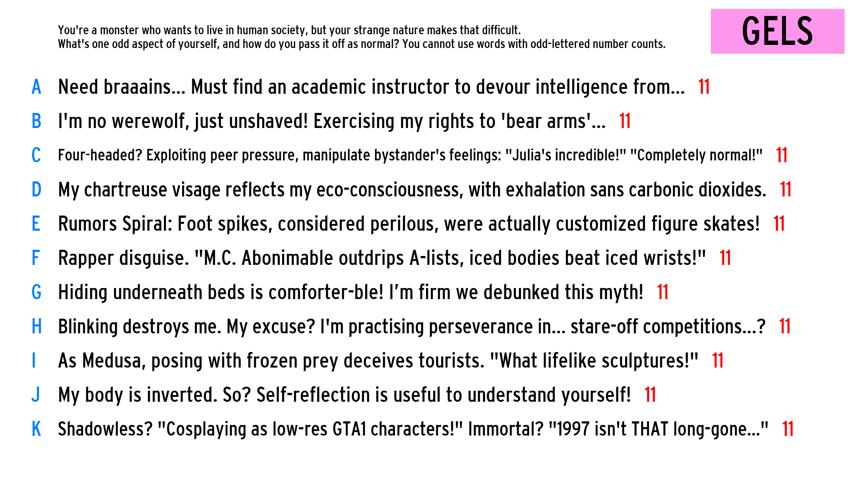 You're a monster who wants to live in human society, but your strange nature makes that difficult.
What's one odd aspect of yourself, and how do you pass it off as normal? You cannot use words with odd-lettered number counts.
GELS
A Need braaains... Must find an academic instructor to devour intelligence from... 11
B I'm no werewolf, just unshaved! Exercising my rights to 'bear arms'... 11
C Four-headed? Exploiting peer pressure, manipulate bystander's feelings: "Julia's incredible!" "Completely normal!" 11
D My chartreuse visage reflects my eco-consciousness, with exhalation sans carbonic dioxides. 11
E Rumors Spiral: Foot spikes, considered perilous, were actually customized figure skates! 11
F Rapper disguise. "M.C. Abonimable outdrips A-lists, iced bodies beat iced wrists!" 11
G Hiding underneath beds is comforter-ble! I’m firm we debunked this myth! 11
H Blinking destroys me. My excuse? I'm practising perseverance in... stare-off competitions...? 11
I As Medusa, posing with frozen prey deceives tourists. "What lifelike sculptures!" 11
J My body is inverted. So? Self-reflection is useful to understand yourself! 11
K Shadowless? "Cosplaying as low-res GTA1 characters!" Immortal? "1997 isn't THAT long-gone..." 11